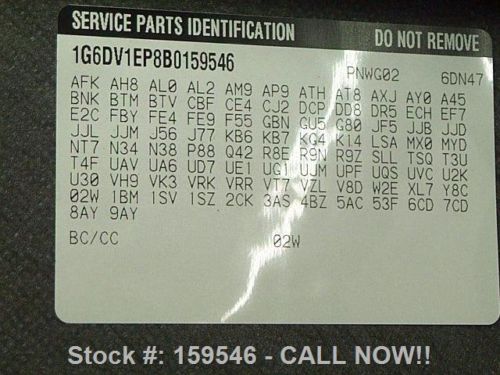 SERVICE PARTS IDENTIFICATION DO NOT REMOVE
1G6DV1EP8B0159546
PNWG02 6DN47
AFK AH8 AL0 AL2 AM9 AP9 ATH AT8 AXJ AY0 A45
BNK BTM BTV CBF CE4 CJ2 DCP DD8 DR5 ECH EF7
E2C FBY FE4 FE9 F55 GBN GU5 G80 JF5 JJB JJD
JJL JJM J56 J77 KB6 KB7 KG4 K14 LSA MX0 MYD
NT7 N34 N38 P88 Q42 R8E R9N R9Z SLL TSQ T3U
T4F UAV UA6 UD7 UE1 UG1 UJM UPF UQS UVC U2K
U30 VH9 VK3 VRK VRR VT7 VZL V8D W2E XL7 Y8C
02W 1BM 1SV 1SZ 2CK 3AS 4BZ 5AC 53F 6CD 7CD
8AY 9AY
BC/CC 02W
Stock #: 159546 - CALL NOW!!